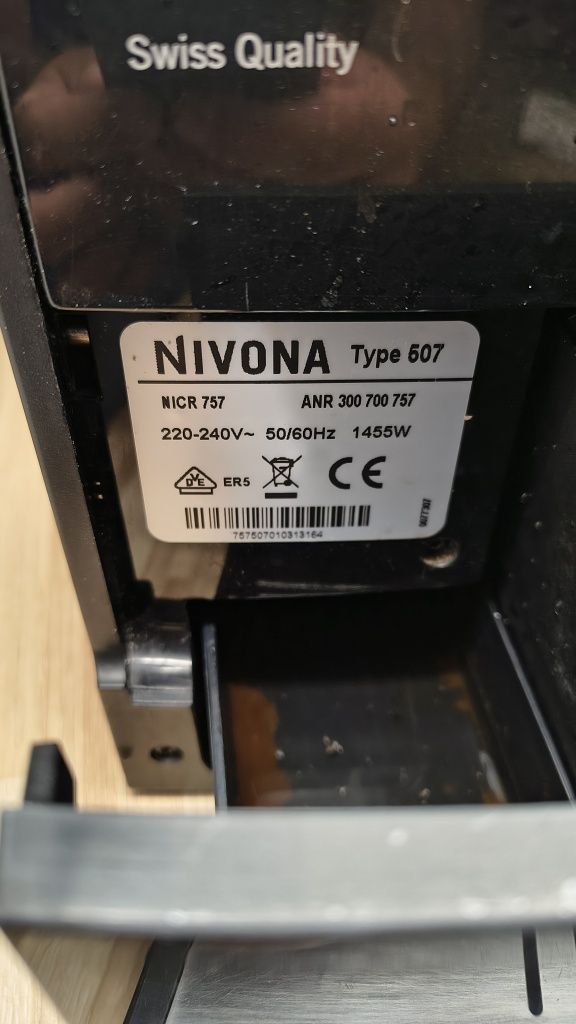 Swiss Quality
NIVONA Type 507
NICR 757 ANR 300 700 757
220-240V~ 50/60Hz 1455W
DVE ER5 CE
757507010313164